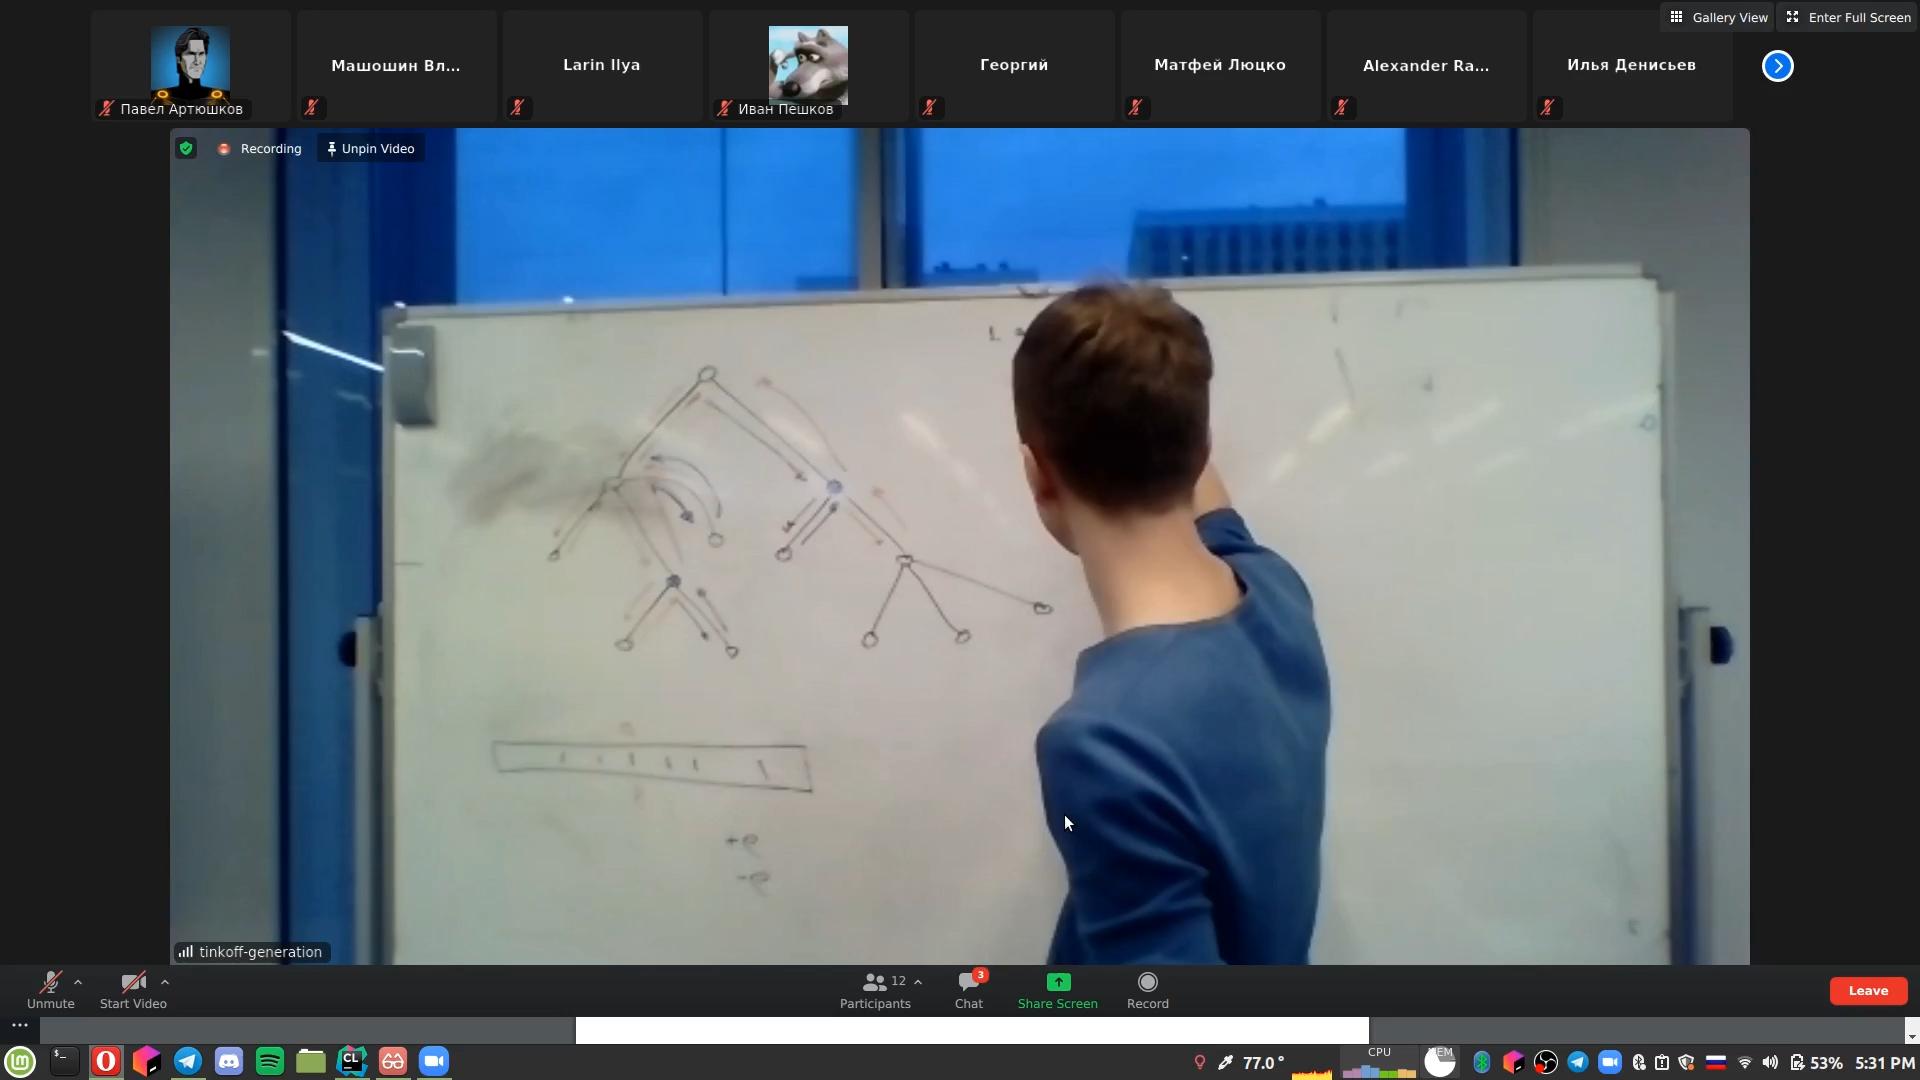 Gallery View
Enter Full Screen
Павел Артюшков
Машошин Вл...
Larin Ilya
Иван Пешков
Георгий
Матфей Люцко
Alexander Ra...
Илья Денисьев
Recording
Unpin Video
L
+e
-e
tinkoff-generation
Unmute
Start Video
12
Participants
3
Chat
Share Screen
Record
Leave
CL
77.0°
CPU
MEM
53%
5:31 PM